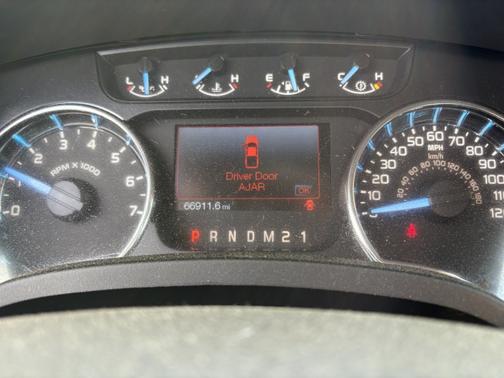 L H
C H
E F
C H
0 1 2 3 4 5 6 7
RPM X 1000
Driver Door
AJAR
OK
66911.6 mi
P R N D M 2 1
10 20 30 40 50 60 70 80 90 100 110 120
MPH
km/h